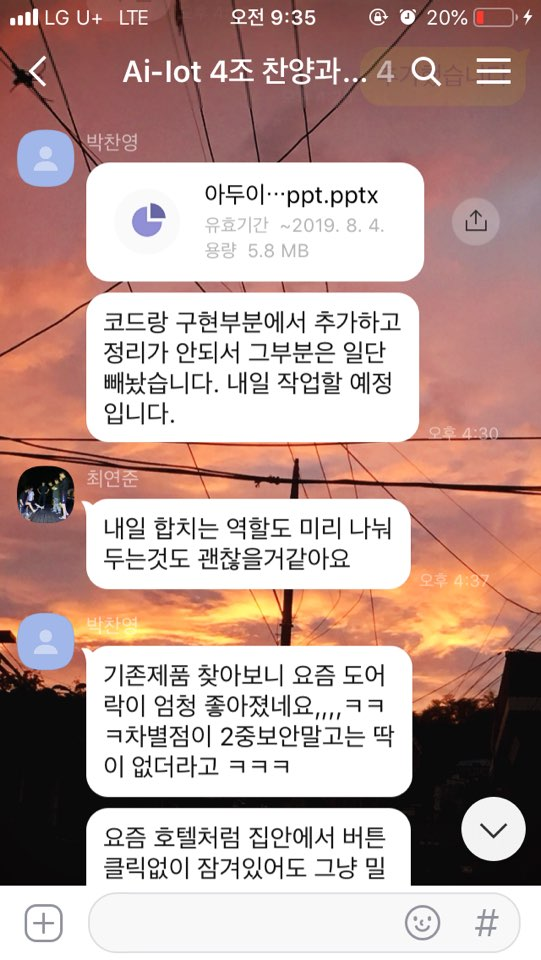 LG U+ LTE 오전 9:35 20%
Ai-Iot 4조 찬양과... 4
박찬영
아두이…ppt.pptx
유효기간 ~2019. 8. 4.
용량 5.8 MB
코드랑 구현부분에서 추가하고
정리가 안되서 그부분은 일단
빼놨습니다. 내일 작업할 예정
입니다.
오후 4:30
최연준
내일 합치는 역할도 미리 나눠
두는것도 괜찮을거같아요
오후 4:37
박찬영
기존제품 찾아보니 요즘 도어
락이 엄청 좋아졌네요,,,,ㅋㅋ
ㅋ차별점이 2중보안말고는 딱
이 없더라고 ㅋㅋㅋ
요즘 호텔처럼 집안에서 버튼
클릭없이 잠겨있어도 그냥 밀
#